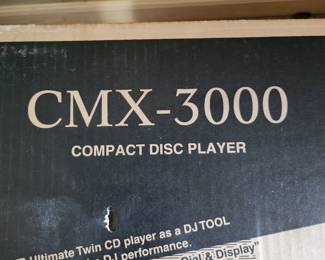 CMX-3000
COMPACT DISC PLAYER
Ultimate Twin CD player as a DJ TOOL
DJ performance.
Dial & Display"